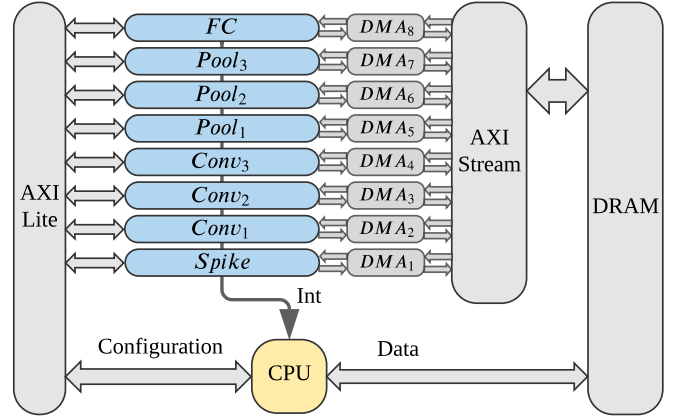 FC DMA₈
Pool₃ DMA₇
Pool₂ DMA₆
Pool₁ DMA₅
Conv₃ DMA₄
Conv₂ DMA₃
Conv₁ DMA₂
Spike DMA₁
AXI
Lite
AXI
Stream
DRAM
Int
Configuration
CPU
Data